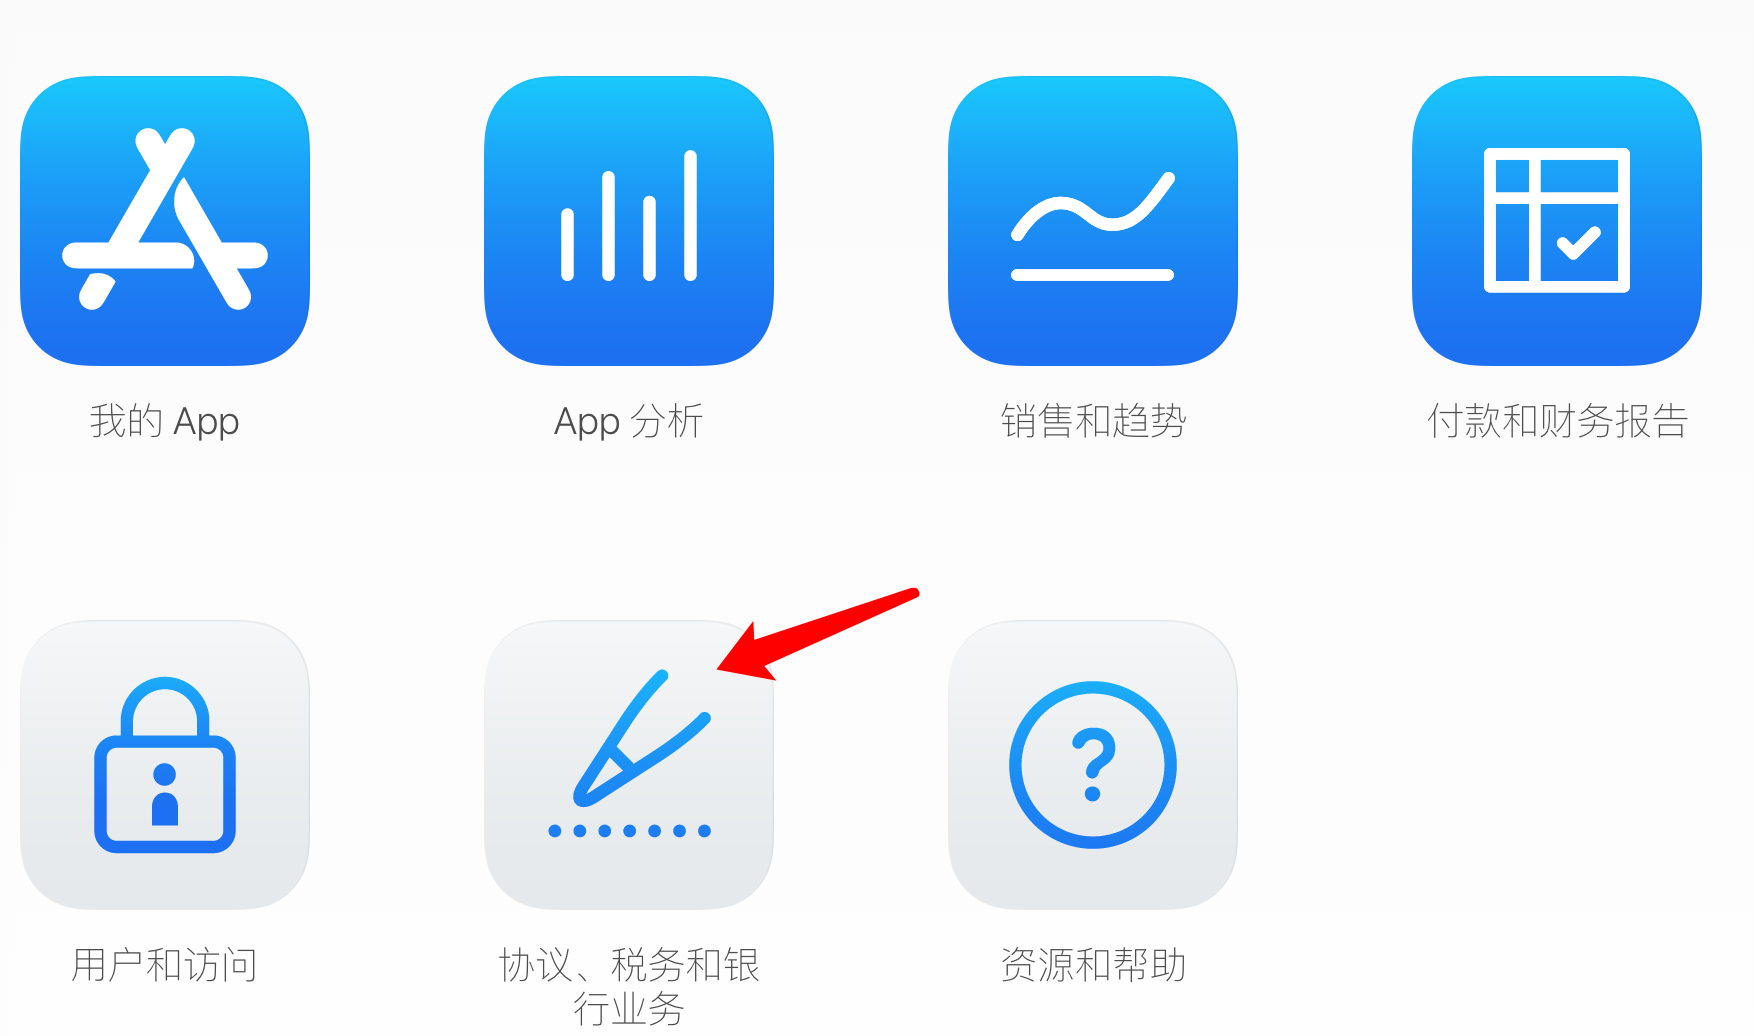 我的 App
App 分析
销售和趋势
付款和财务报告
用户和访问
协议、税务和银
行业务
资源和帮助